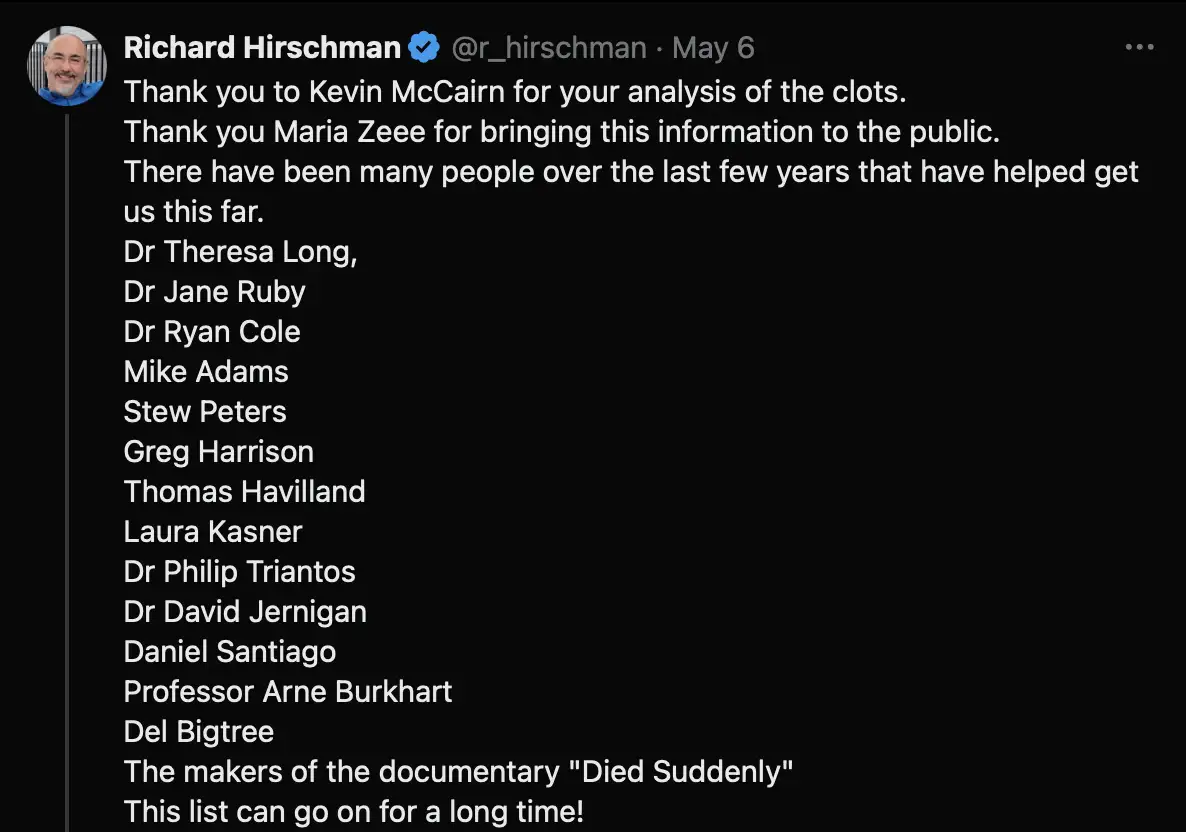 Richard Hirschman @r_hirschman · May 6
Thank you to Kevin McCairn for your analysis of the clots.
Thank you Maria Zeee for bringing this information to the public.
There have been many people over the last few years that have helped get
us this far.
Dr Theresa Long,
Dr Jane Ruby
Dr Ryan Cole
Mike Adams
Stew Peters
Greg Harrison
Thomas Havilland
Laura Kasner
Dr Philip Triantos
Dr David Jernigan
Daniel Santiago
Professor Arne Burkhart
Del Bigtree
The makers of the documentary "Died Suddenly"
This list can go on for a long time!